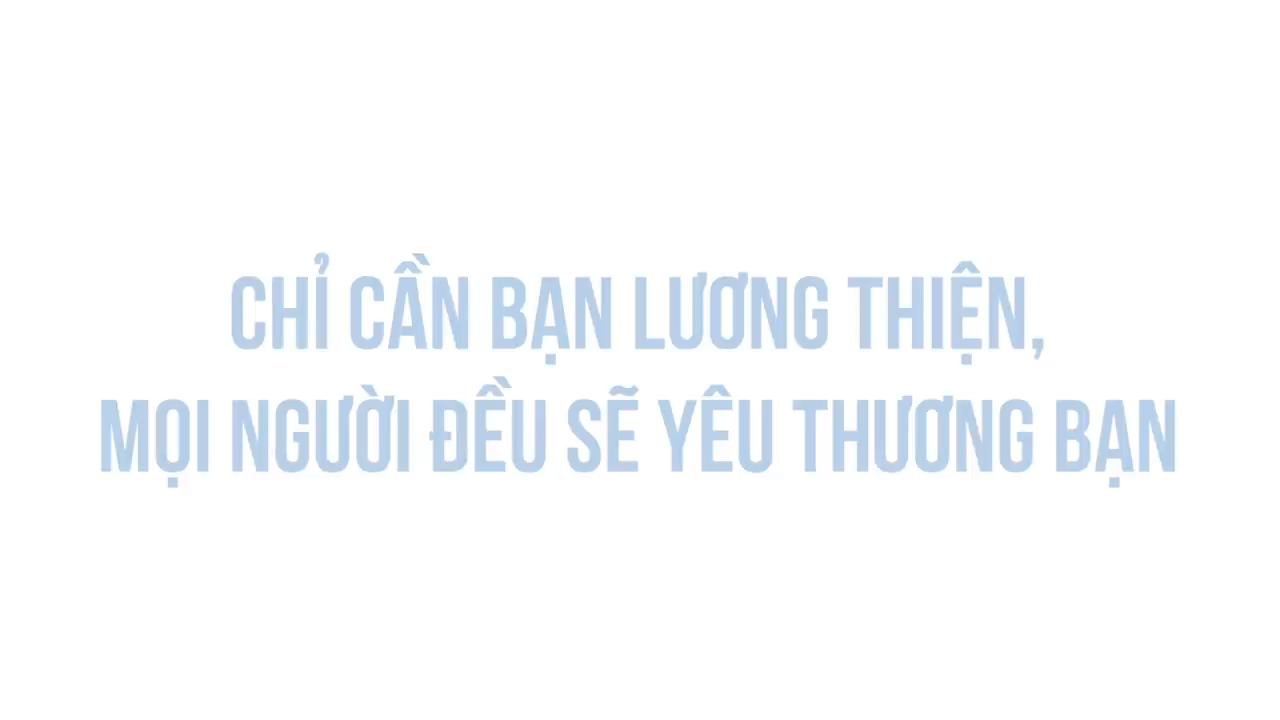 CHỈ CẦN BẠN LƯƠNG THIỆN,
MỌI NGƯỜI ĐỀU SẼ YÊU THƯƠNG BẠN